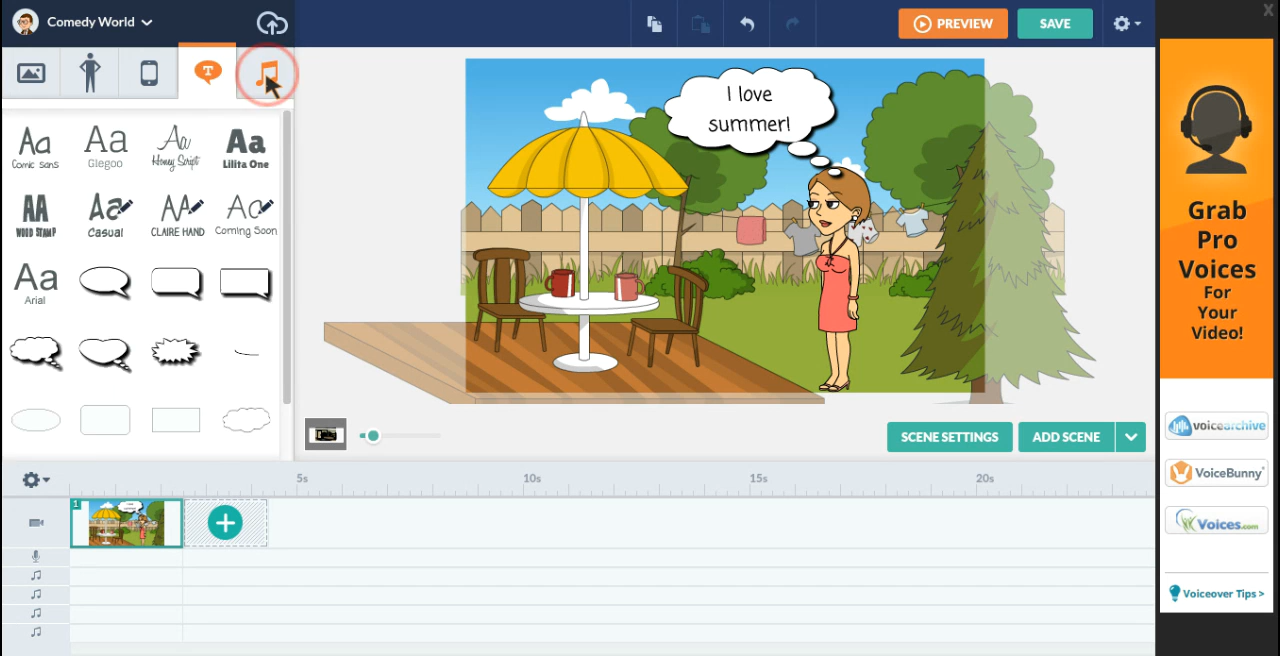 Comedy World
PREVIEW
SAVE
X
T
Aa Aa Aa Aa
Comic Sans Glegoo Honey Script Lilita One
AA Aa AA Aa
WOOD STAMP Casual CLAIRE HAND Coming Soon
Aa
Arial
I love
summer!
SCENE SETTINGS
ADD SCENE
5s 10s 15s 20s
1
Grab
Pro
Voices
For
Your
Video!
voicearchive
VoiceBunny
Voices.com
Voiceover Tips >